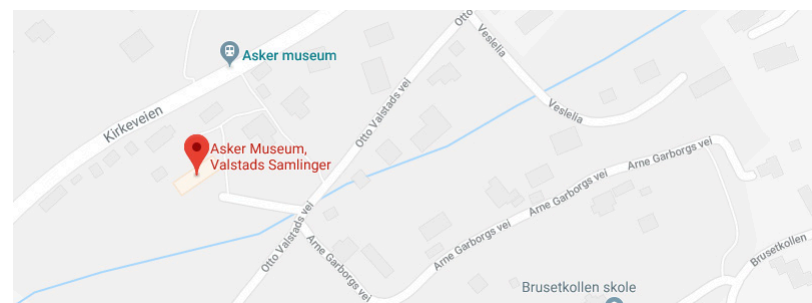 Otto
Veslelia
Asker museum
Otto Valstads vei
Veslelia
Kirkeveien
Asker Museum,
Valstads Samlinger
Arne Garborgs vei
Arne Garborgs vei
Otto Valstads vei
Arne Garborgs vei
Arne Garborgs vei
Brusetkollen
Brusetkollen skole